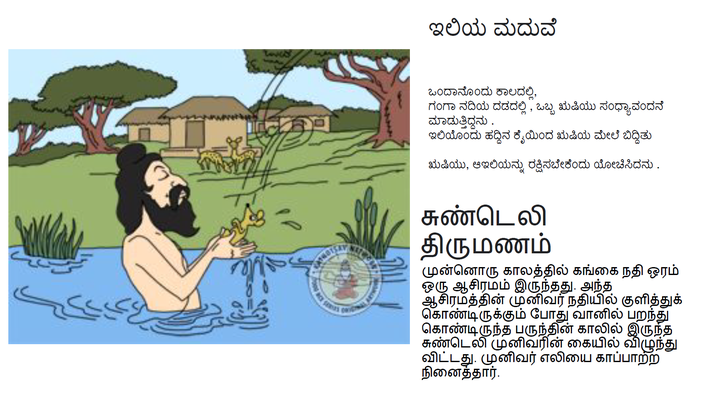 ಇಲಿಯ ಮದುವೆ
ಒಂದಾನೊಂದು ಕಾಲದಲ್ಲಿ,
ಗಂಗಾ ನದಿಯ ದಡದಲ್ಲಿ , ಒಬ್ಬ ಋಷಿಯು ಸಂಧ್ಯಾವಂದನೆ
ಮಾಡುತ್ತಿದ್ದನು .
ಇಲಿಯೊಂದು ಹದ್ದಿನ ಕೈಯಿಂದ ಋಷಿಯ ಮೇಲೆ ಬಿದ್ದಿತು
ಋಷಿಯು, ಆಇಲಿಯನ್ನು ರಕ್ಷಿಸಬೇಕೆಂದು ಯೋಚಿಸಿದನು .
சுண்டெலி
திருமணம்
முன்னொரு காலத்தில் கங்கை நதி ஓரம்
ஒரு ஆசிரமம் இருந்தது. அந்த
ஆசிரமத்தின் முனிவர் நதியில் குளித்துக்
கொண்டிருக்கும் போது வானில் பறந்து
கொண்டிருந்த பருந்தின் காலில் இருந்த
சுண்டெலி முனிவரின் கையில் விழுந்து
விட்டது. முனிவர் எலியை காப்பாற்ற
நினைத்தார்.